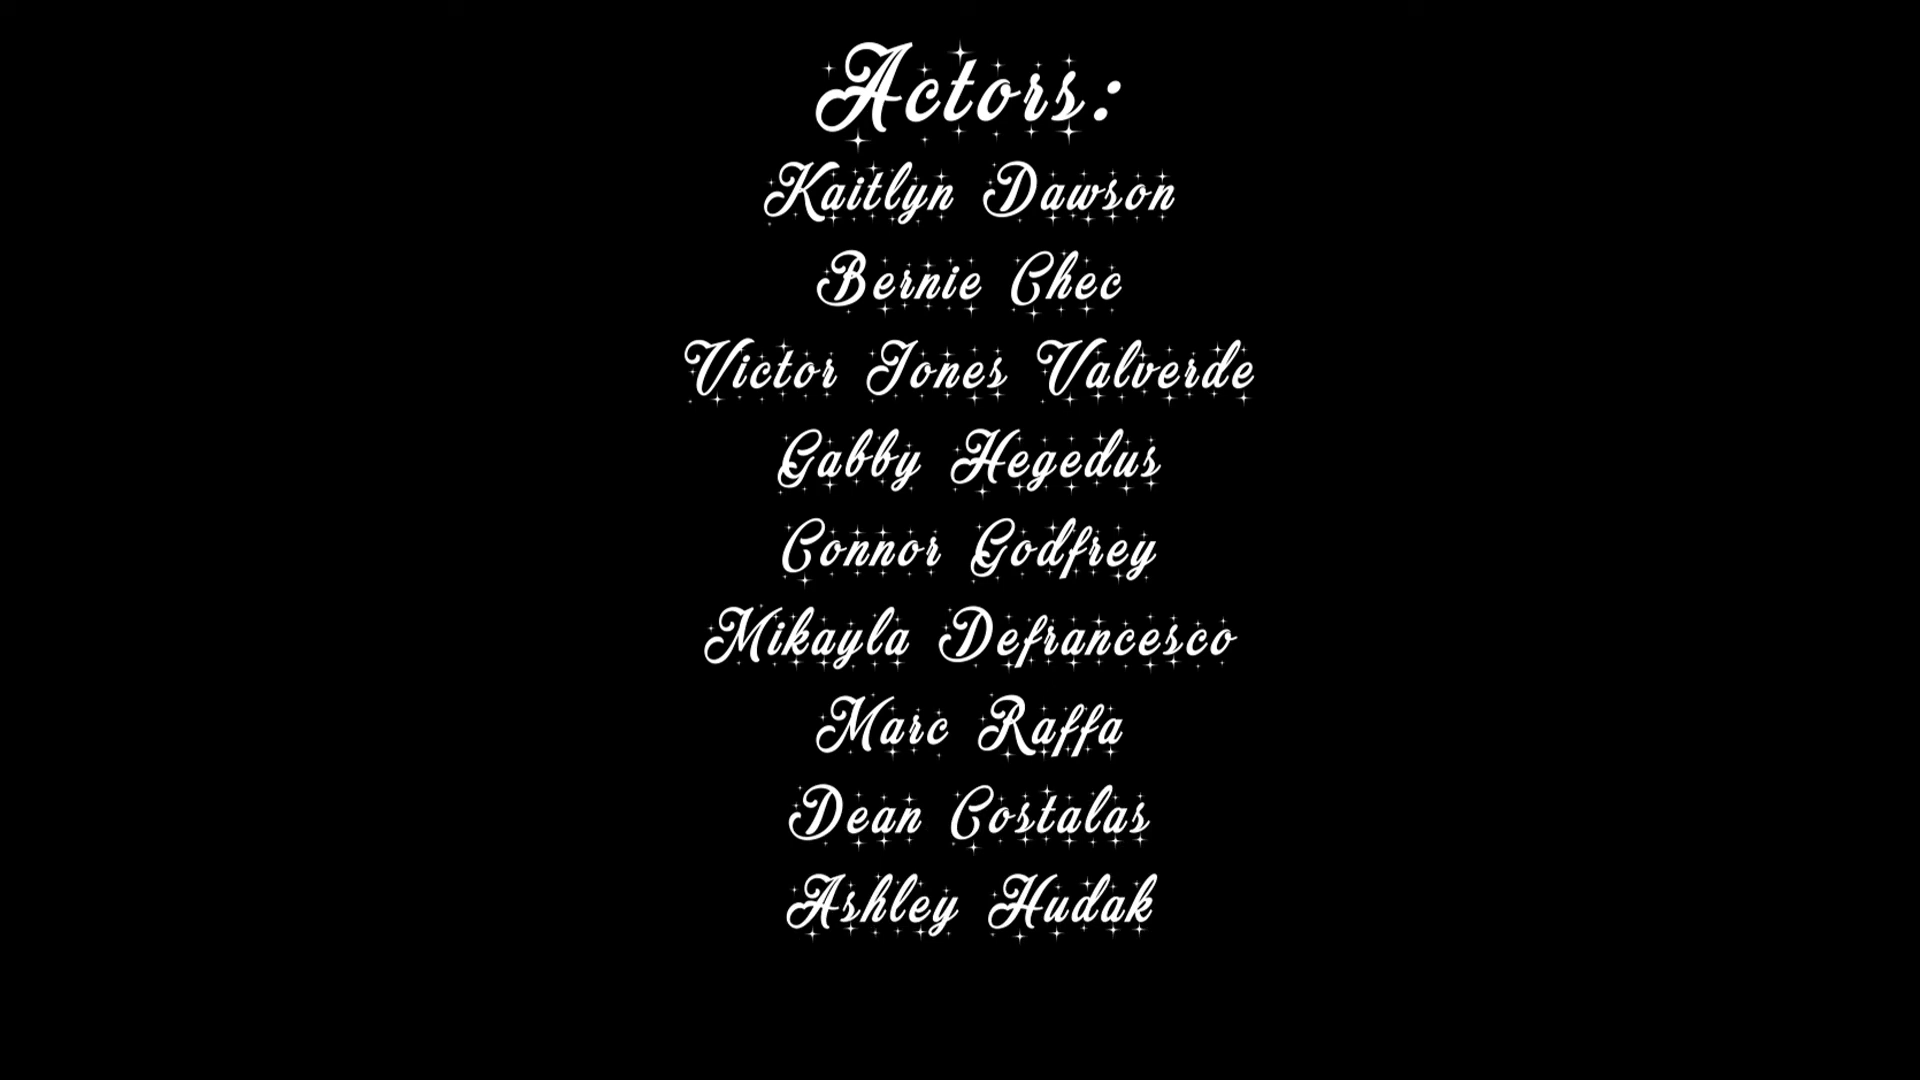 Actors:
Kaitlyn Dawson
Bernie Chec
Victor Jones Valverde
Gabby Hegedus
Connor Godfrey
Mikayla Defrancesco
Marc Raffa
Dean Costalas
Ashley Hudak